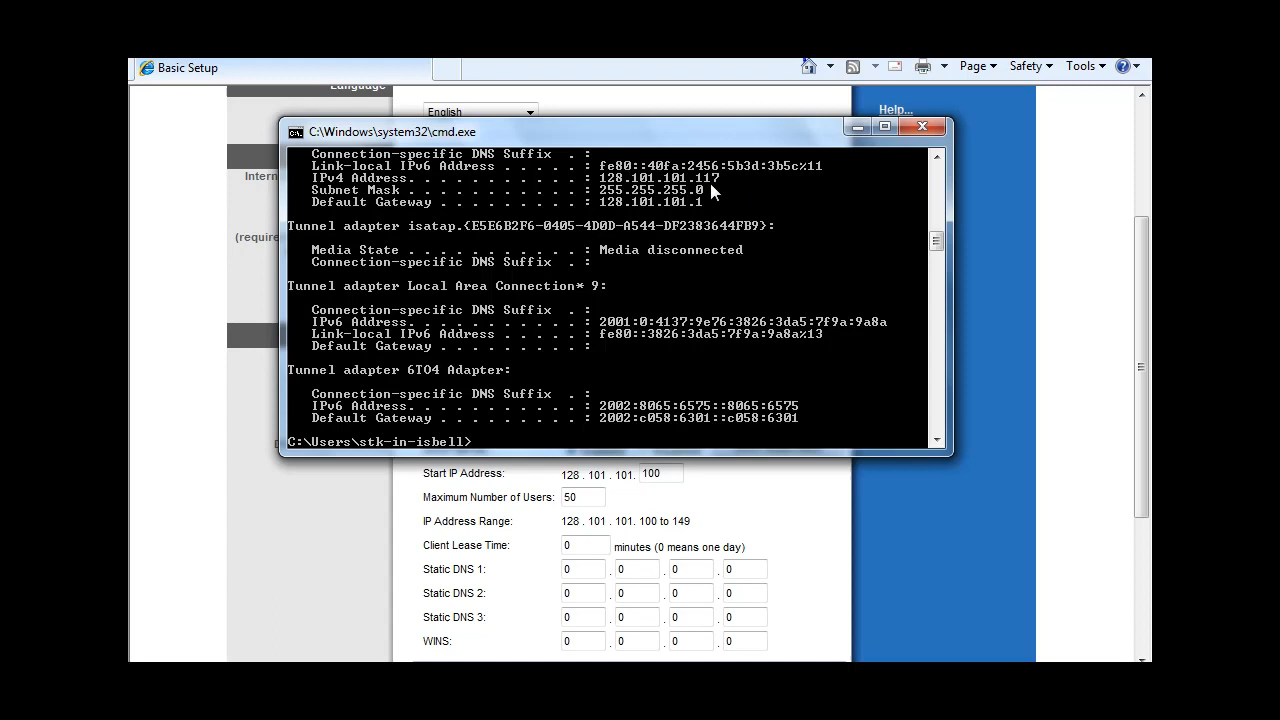 Basic Setup
Page
Safety
Tools
Language
English
Help...
C:\Windows\system32\cmd.exe
Connection-specific DNS Suffix . :
Link-local IPv6 Address . . . . . : fe80::40fa:2456:5b3d:3b5c%11
IPv4 Address. . . . . . . . . . . : 128.101.101.117
Subnet Mask . . . . . . . . . . . : 255.255.255.0
Default Gateway . . . . . . . . . : 128.101.101.1
Tunnel adapter isatap.{E5E6B2F6-0405-4D0D-A544-DF2383644FB9}:
Media State . . . . . . . . . . . : Media disconnected
Connection-specific DNS Suffix . :
Tunnel adapter Local Area Connection* 9:
Connection-specific DNS Suffix . :
IPv6 Address. . . . . . . . . . . : 2001:0:4137:9e76:3826:3da5:7f9a:9a8a
Link-local IPv6 Address . . . . . : fe80::3826:3da5:7f9a:9a8a%13
Default Gateway . . . . . . . . . :
Tunnel adapter 6TO4 Adapter:
Connection-specific DNS Suffix . :
IPv6 Address. . . . . . . . . . . : 2002:8065:6575::8065:6575
Default Gateway . . . . . . . . . : 2002:c058:6301::c058:6301
C:\Users\stk-in-isbell>
Intern
(require
Start IP Address: 128 . 101 . 101. 100
Maximum Number of Users: 50
IP Address Range: 128 . 101 . 101. 100 to 149
Client Lease Time: 0 minutes (0 means one day)
Static DNS 1: 0 . 0 . 0 . 0
Static DNS 2: 0 . 0 . 0 . 0
Static DNS 3: 0 . 0 . 0 . 0
WINS: 0 . 0 . 0 . 0